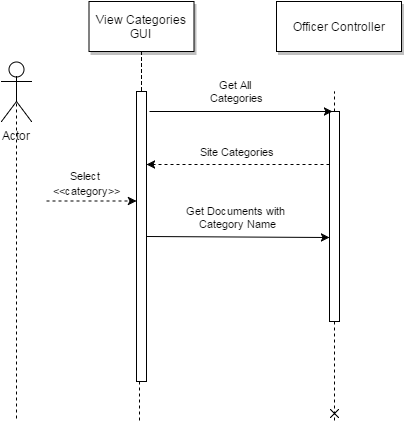 View Categories
GUI
Officer Controller
Get All
Categories
Actor
Site Categories
Select
<<category>>
Get Documents with
Category Name